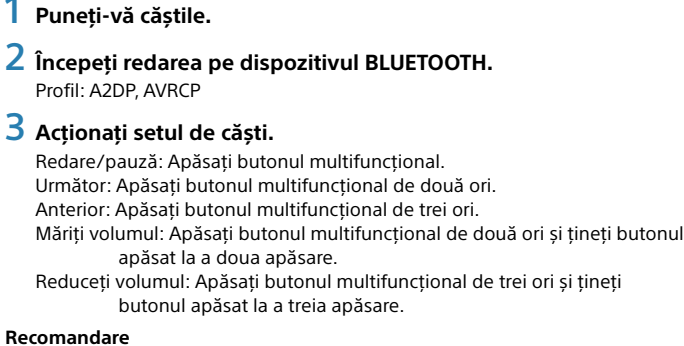 1 Puneți-vă căștile.
2 Începeți redarea pe dispozitivul BLUETOOTH.
Profil: A2DP, AVRCP
3 Acționați setul de căști.
Redare/pauză: Apăsați butonul multifuncțional.
Următor: Apăsați butonul multifuncțional de două ori.
Anterior: Apăsați butonul multifuncțional de trei ori.
Măriți volumul: Apăsați butonul multifuncțional de două ori și țineți butonul
apăsat la a doua apăsare.
Reduceți volumul: Apăsați butonul multifuncțional de trei ori și țineți
butonul apăsat la a treia apăsare.
Recomandare